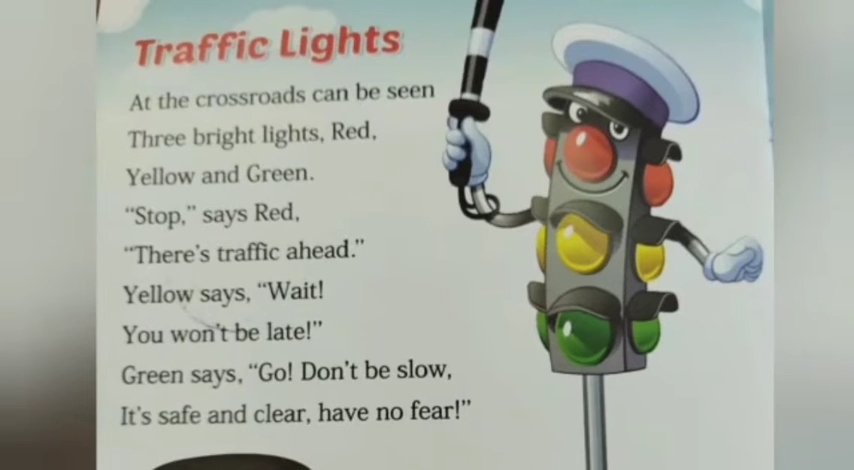 Traffic Lights
At the crossroads can be seen
Three bright lights, Red,
Yellow and Green.
“Stop,” says Red,
“There’s traffic ahead.”
Yellow says, “Wait!
You won’t be late!”
Green says, “Go! Don’t be slow,
It’s safe and clear, have no fear!”